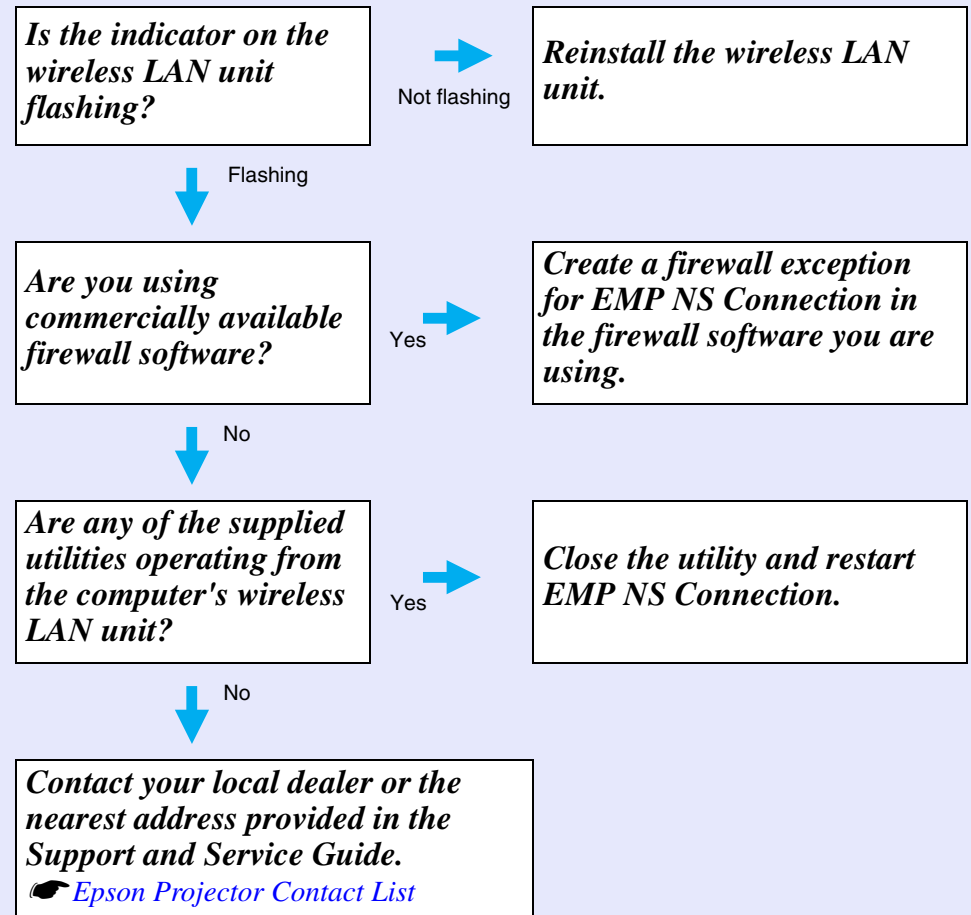 Is the indicator on the
wireless LAN unit
flashing?
Not flashing
Reinstall the wireless LAN
unit.
Flashing
Are you using
commercially available
firewall software?
Yes
Create a firewall exception
for EMP NS Connection in
the firewall software you are
using.
No
Are any of the supplied
utilities operating from
the computer's wireless
LAN unit?
Yes
Close the utility and restart
EMP NS Connection.
No
Contact your local dealer or the
nearest address provided in the
Support and Service Guide.
Epson Projector Contact List